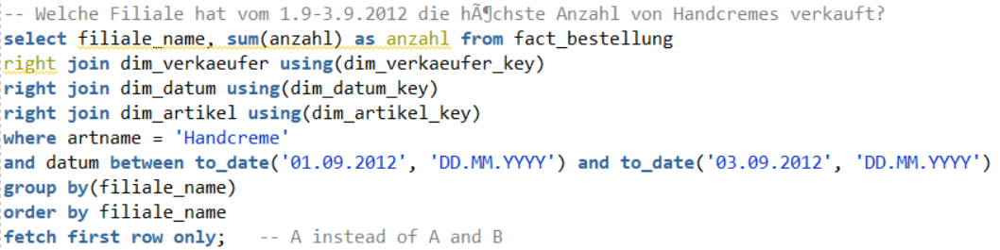 -- Welche Filiale hat vom 1.9-3.9.2012 die hÃ¶chste Anzahl von Handcremes verkauft?
select filiale_name, sum(anzahl) as anzahl from fact_bestellung
right join dim_verkaeufer using(dim_verkaeufer_key)
right join dim_datum using(dim_datum_key)
right join dim_artikel using(dim_artikel_key)
where artname = 'Handcreme'
and datum between to_date('01.09.2012', 'DD.MM.YYYY') and to_date('03.09.2012', 'DD.MM.YYYY')
group by(filiale_name)
order by filiale_name
fetch first row only;   -- A instead of A and B